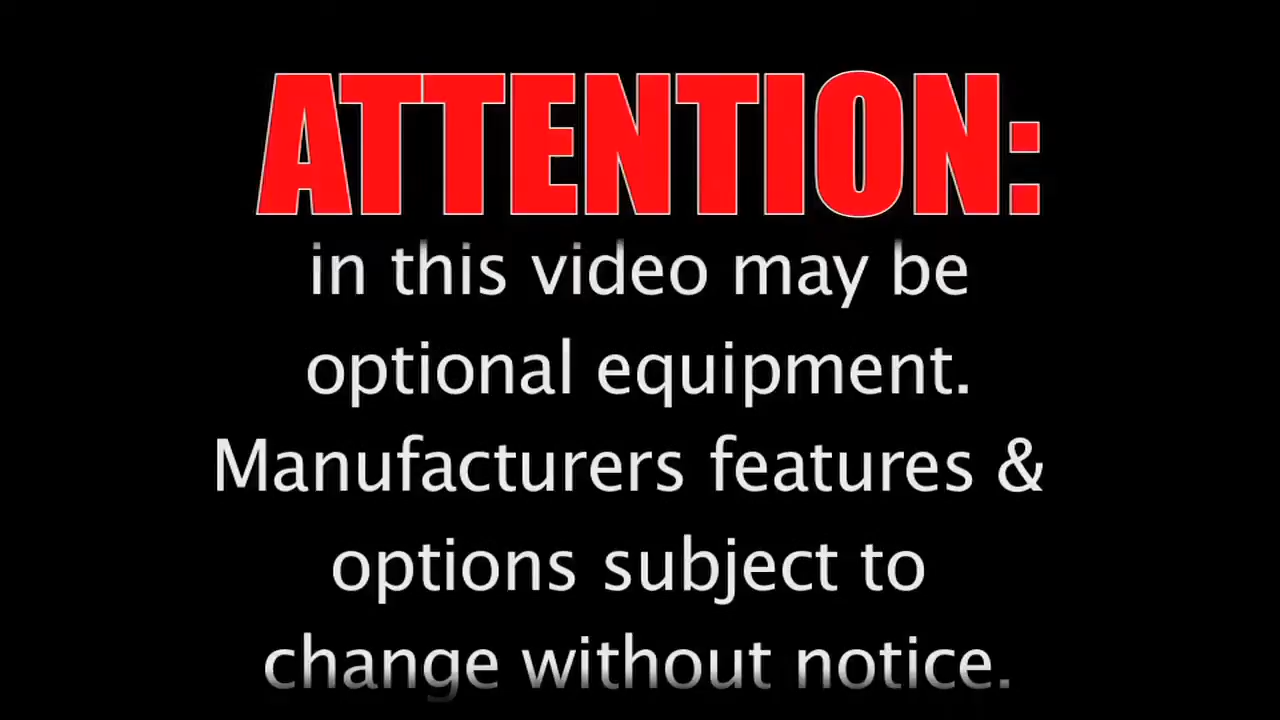 ATTENTION:
in this video may be
optional equipment.
Manufacturers features &
options subject to
change without notice.